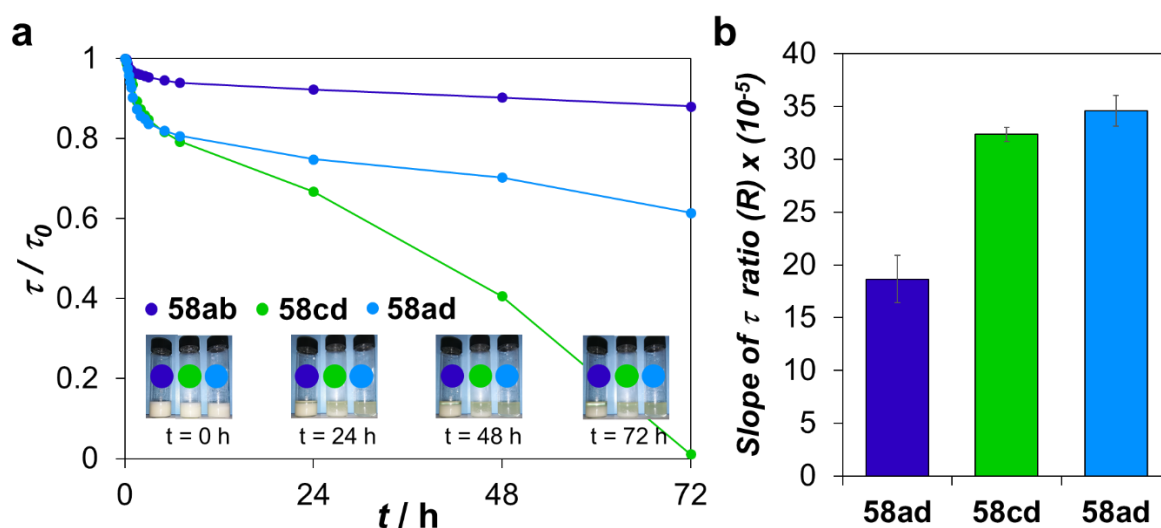 a
τ / τ0
1
0.8
0.6
0.4
0.2
0
58ab 58cd 58ad
t = 0 h t = 24 h t = 48 h t = 72 h
0 24 48 72
t / h
b
Slope of τ ratio (R) x (10-5)
40
35
30
25
20
15
10
5
0
58ad 58cd 58ad